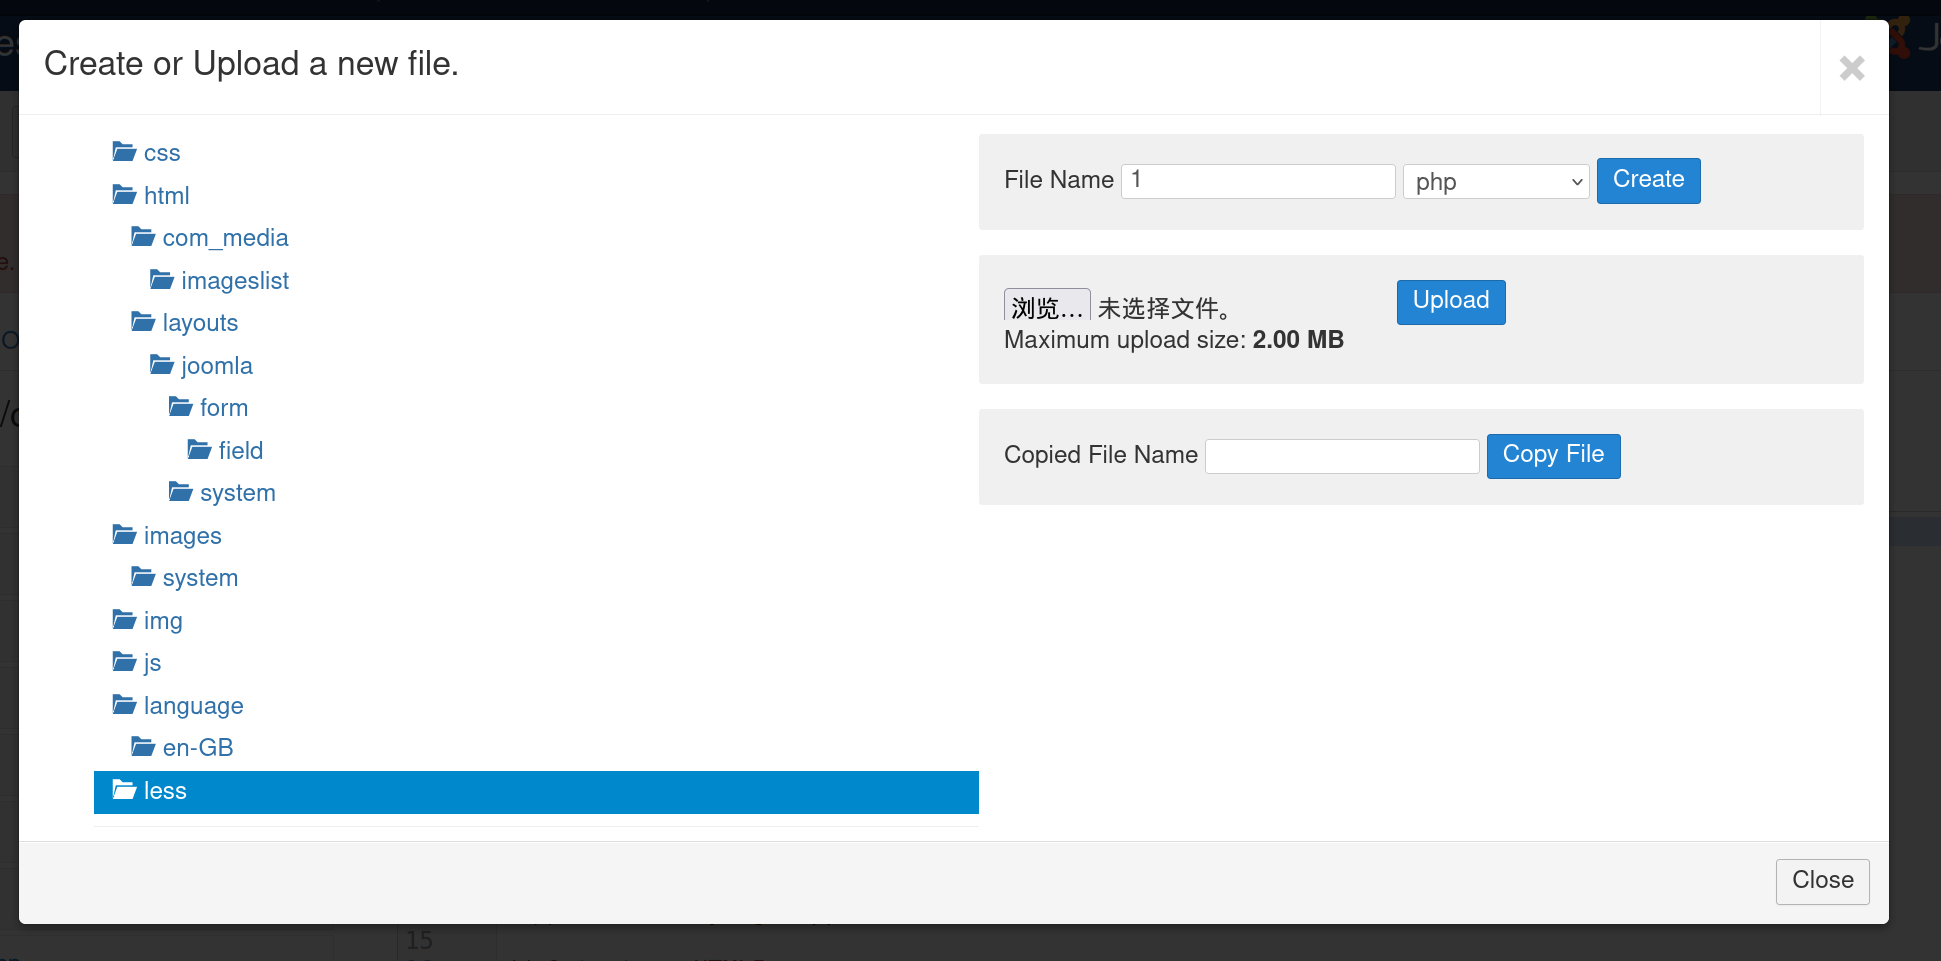 Create or Upload a new file.
css
html
com_media
imageslist
layouts
joomla
form
field
system
images
system
img
js
language
en-GB
less
File Name 1 php Create
浏览… 未选择文件。 Upload
Maximum upload size: 2.00 MB
Copied File Name Copy File
Close
15